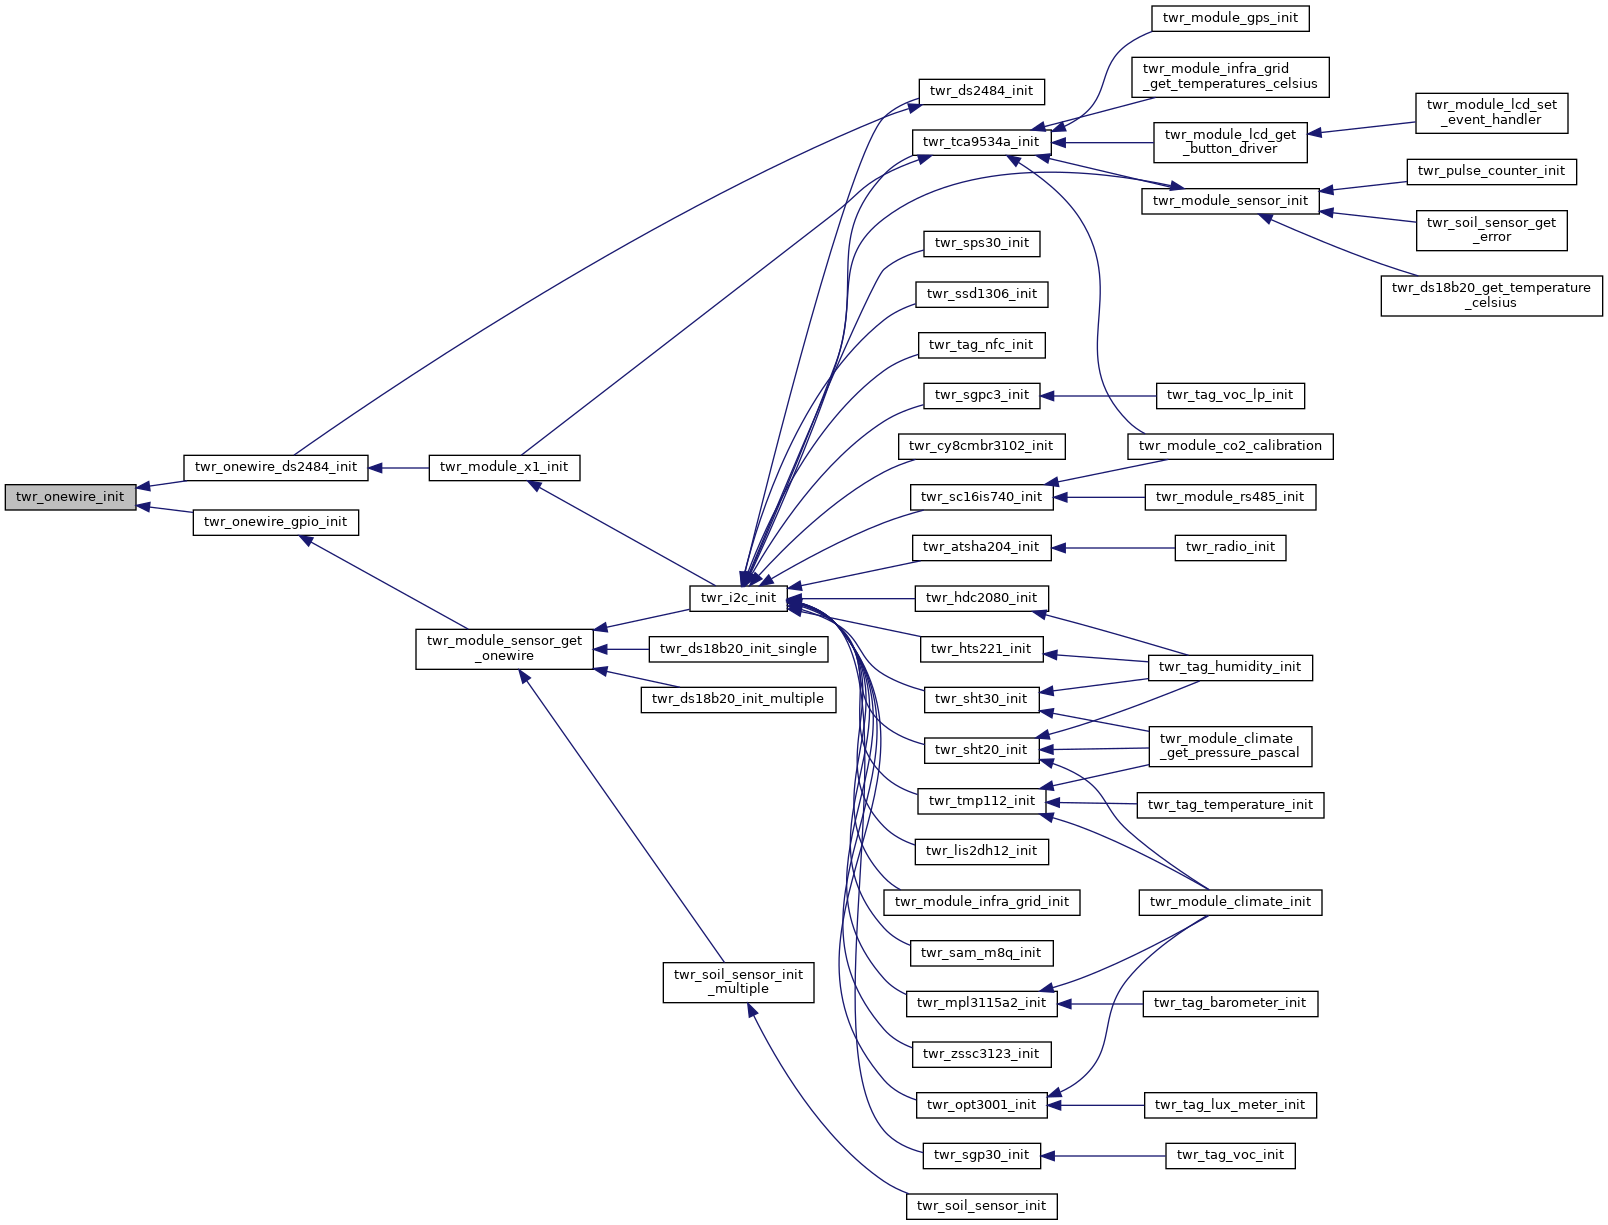 twr_module_gps_init
twr_module_infra_grid
_get_temperatures_celsius
twr_ds2484_init
twr_module_lcd_set
_event_handler
twr_tca9534a_init
twr_module_lcd_get
_button_driver
twr_pulse_counter_init
twr_module_sensor_init
twr_soil_sensor_get
_error
twr_sps30_init
twr_ds18b20_get_temperature
_celsius
twr_ssd1306_init
twr_tag_nfc_init
twr_sgpc3_init
twr_tag_voc_lp_init
twr_cy8cmbr3102_init
twr_module_co2_calibration
twr_onewire_ds2484_init
twr_module_x1_init
twr_onewire_init
twr_sc16is740_init
twr_module_rs485_init
twr_onewire_gpio_init
twr_atsha204_init
twr_radio_init
twr_i2c_init
twr_hdc2080_init
twr_module_sensor_get
_onewire
twr_ds18b20_init_single
twr_hts221_init
twr_tag_humidity_init
twr_ds18b20_init_multiple
twr_sht30_init
twr_sht20_init
twr_module_climate
_get_pressure_pascal
twr_tmp112_init
twr_tag_temperature_init
twr_lis2dh12_init
twr_module_infra_grid_init
twr_module_climate_init
twr_sam_m8q_init
twr_soil_sensor_init
_multiple
twr_mpl3115a2_init
twr_tag_barometer_init
twr_zssc3123_init
twr_opt3001_init
twr_tag_lux_meter_init
twr_sgp30_init
twr_tag_voc_init
twr_soil_sensor_init